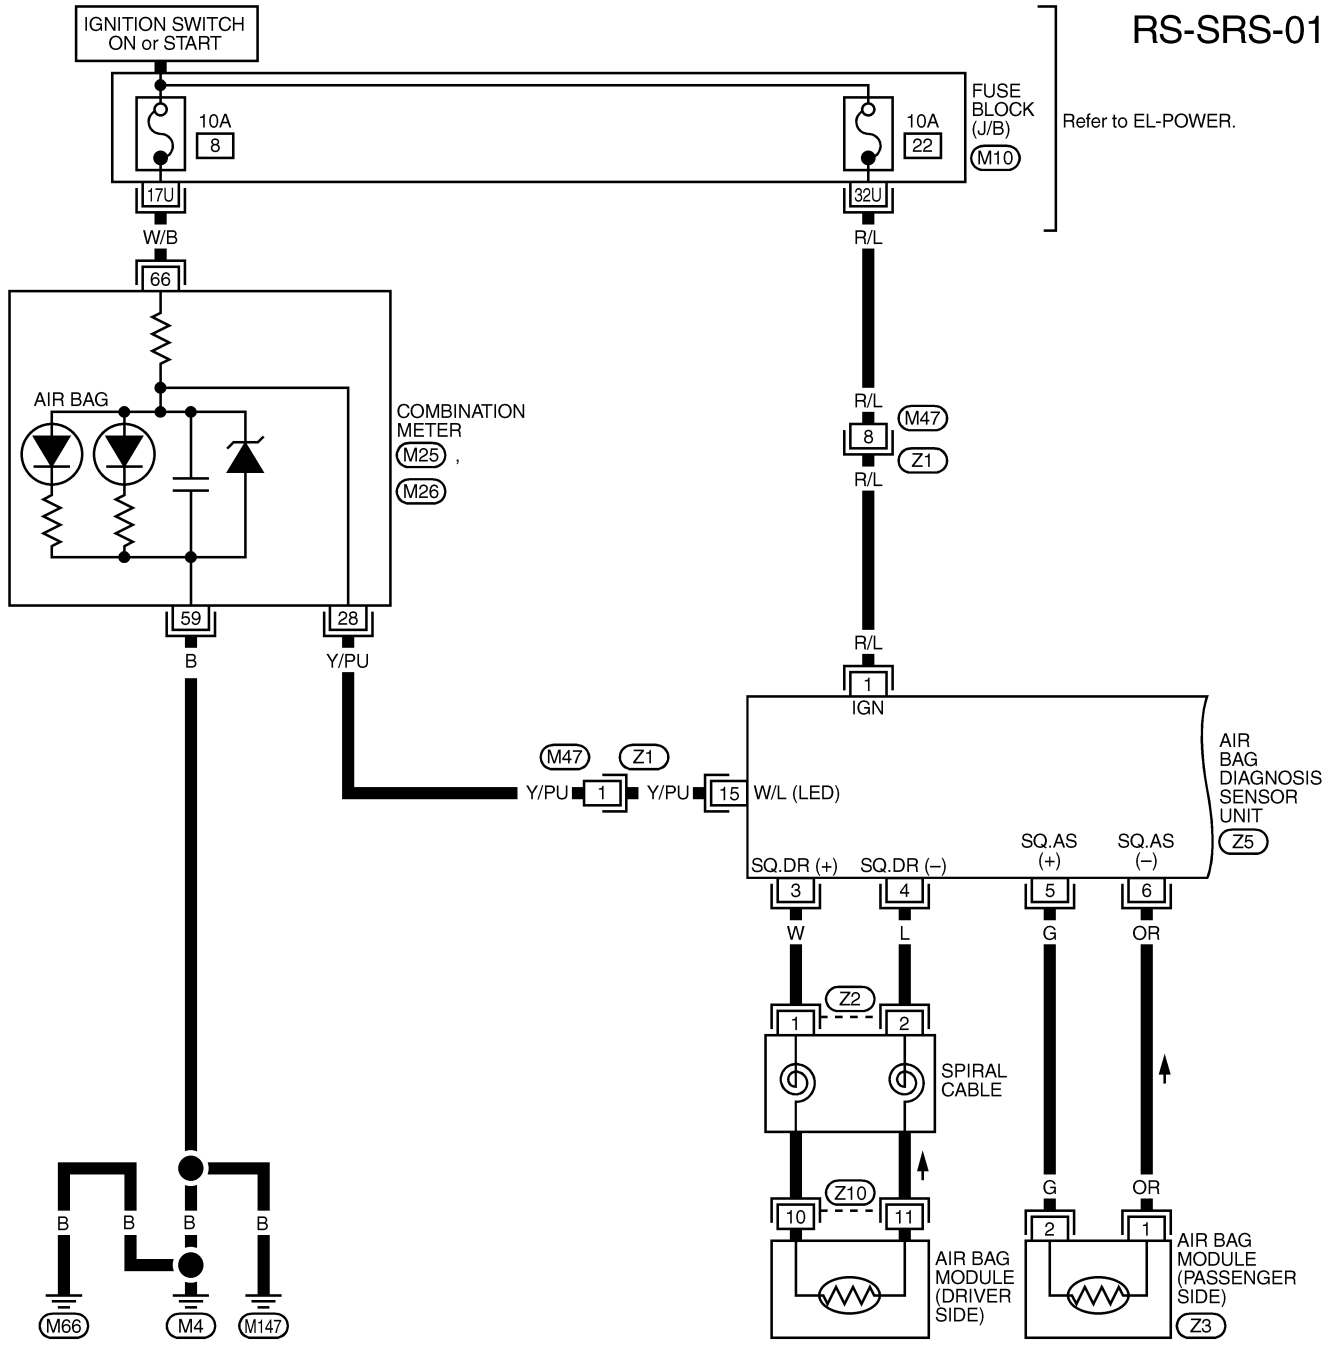 IGNITION SWITCH
ON or START
RS-SRS-01
10A
8
10A
22
FUSE
BLOCK
(J/B)
M10
Refer to EL-POWER.
17U
32U
W/B
R/L
66
AIR BAG
COMBINATION
METER
M25 ,
M26
R/L
M47
8
Z1
R/L
59
28
B
Y/PU
R/L
1
IGN
M47
Z1
Y/PU
1
Y/PU
15
W/L (LED)
AIR
BAG
DIAGNOSIS
SENSOR
UNIT
Z5
SQ.DR (+)
SQ.DR (–)
SQ.AS
(+)
SQ.AS
(–)
3
4
5
6
W
L
G
OR
Z2
1
2
SPIRAL
CABLE
Z10
10
11
G
OR
2
1
B
B
B
B
M66
M4
M147
AIR BAG
MODULE
(DRIVER
SIDE)
AIR BAG
MODULE
(PASSENGER
SIDE)
Z3